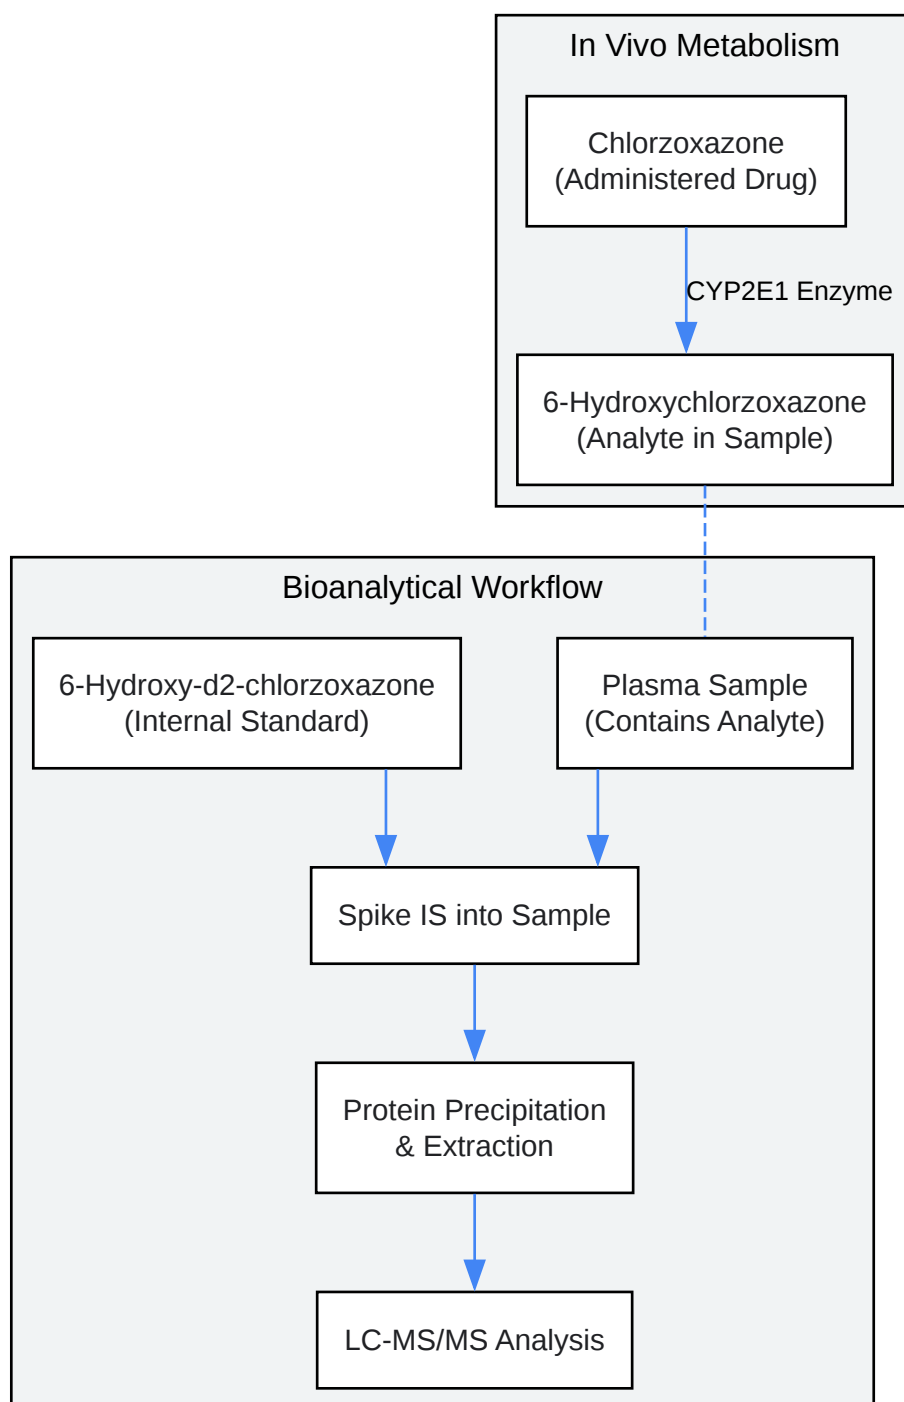 In Vivo Metabolism
Chlorzoxazone
(Administered Drug)
CYP2E1 Enzyme
6-Hydroxychlorzoxazone
(Analyte in Sample)
Bioanalytical Workflow
6-Hydroxy-d2-chlorzoxazone
(Internal Standard)
Plasma Sample
(Contains Analyte)
Spike IS into Sample
Protein Precipitation
& Extraction
LC-MS/MS Analysis